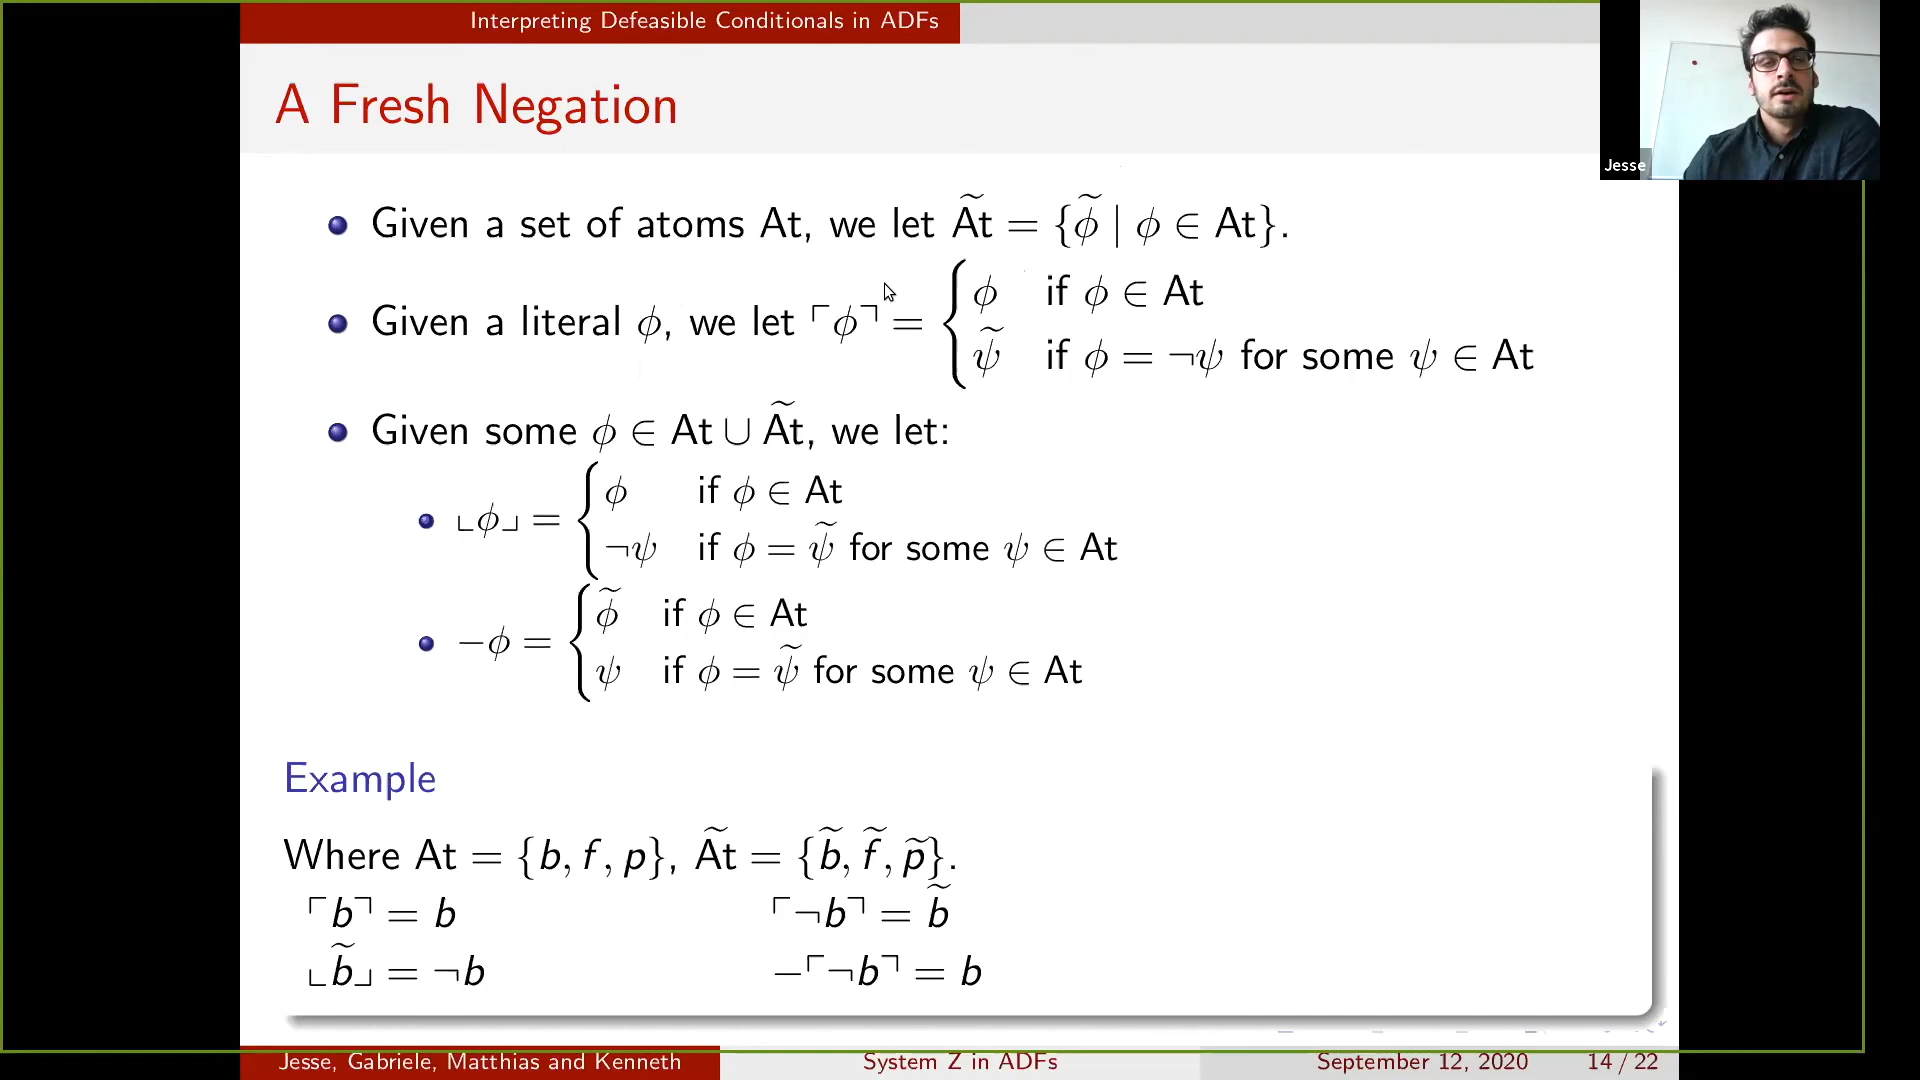 Interpreting Defeasible Conditionals in ADFs
A Fresh Negation
Jesse
Given a set of atoms At, we let Ãt = {ϕ̃ | ϕ ∈ At}.
Given a literal ϕ, we let ⌜ϕ⌝ = { ϕ if ϕ ∈ At
ψ̃ if ϕ = ¬ψ for some ψ ∈ At
Given some ϕ ∈ At ∪ Ãt, we let:
⌞ϕ⌟ = { ϕ if ϕ ∈ At
¬ψ if ϕ = ψ̃ for some ψ ∈ At
−ϕ = { ϕ̃ if ϕ ∈ At
ψ if ϕ = ψ̃ for some ψ ∈ At
Example
Where At = {b, f, p}, Ãt = {b̃, f̃, p̃}.
⌜b⌝ = b ⌜¬b⌝ = b̃
⌞b̃⌟ = ¬b −⌜¬b⌝ = b
Jesse, Gabriele, Matthias and Kenneth System Z in ADFs September 12, 2020 14 / 22